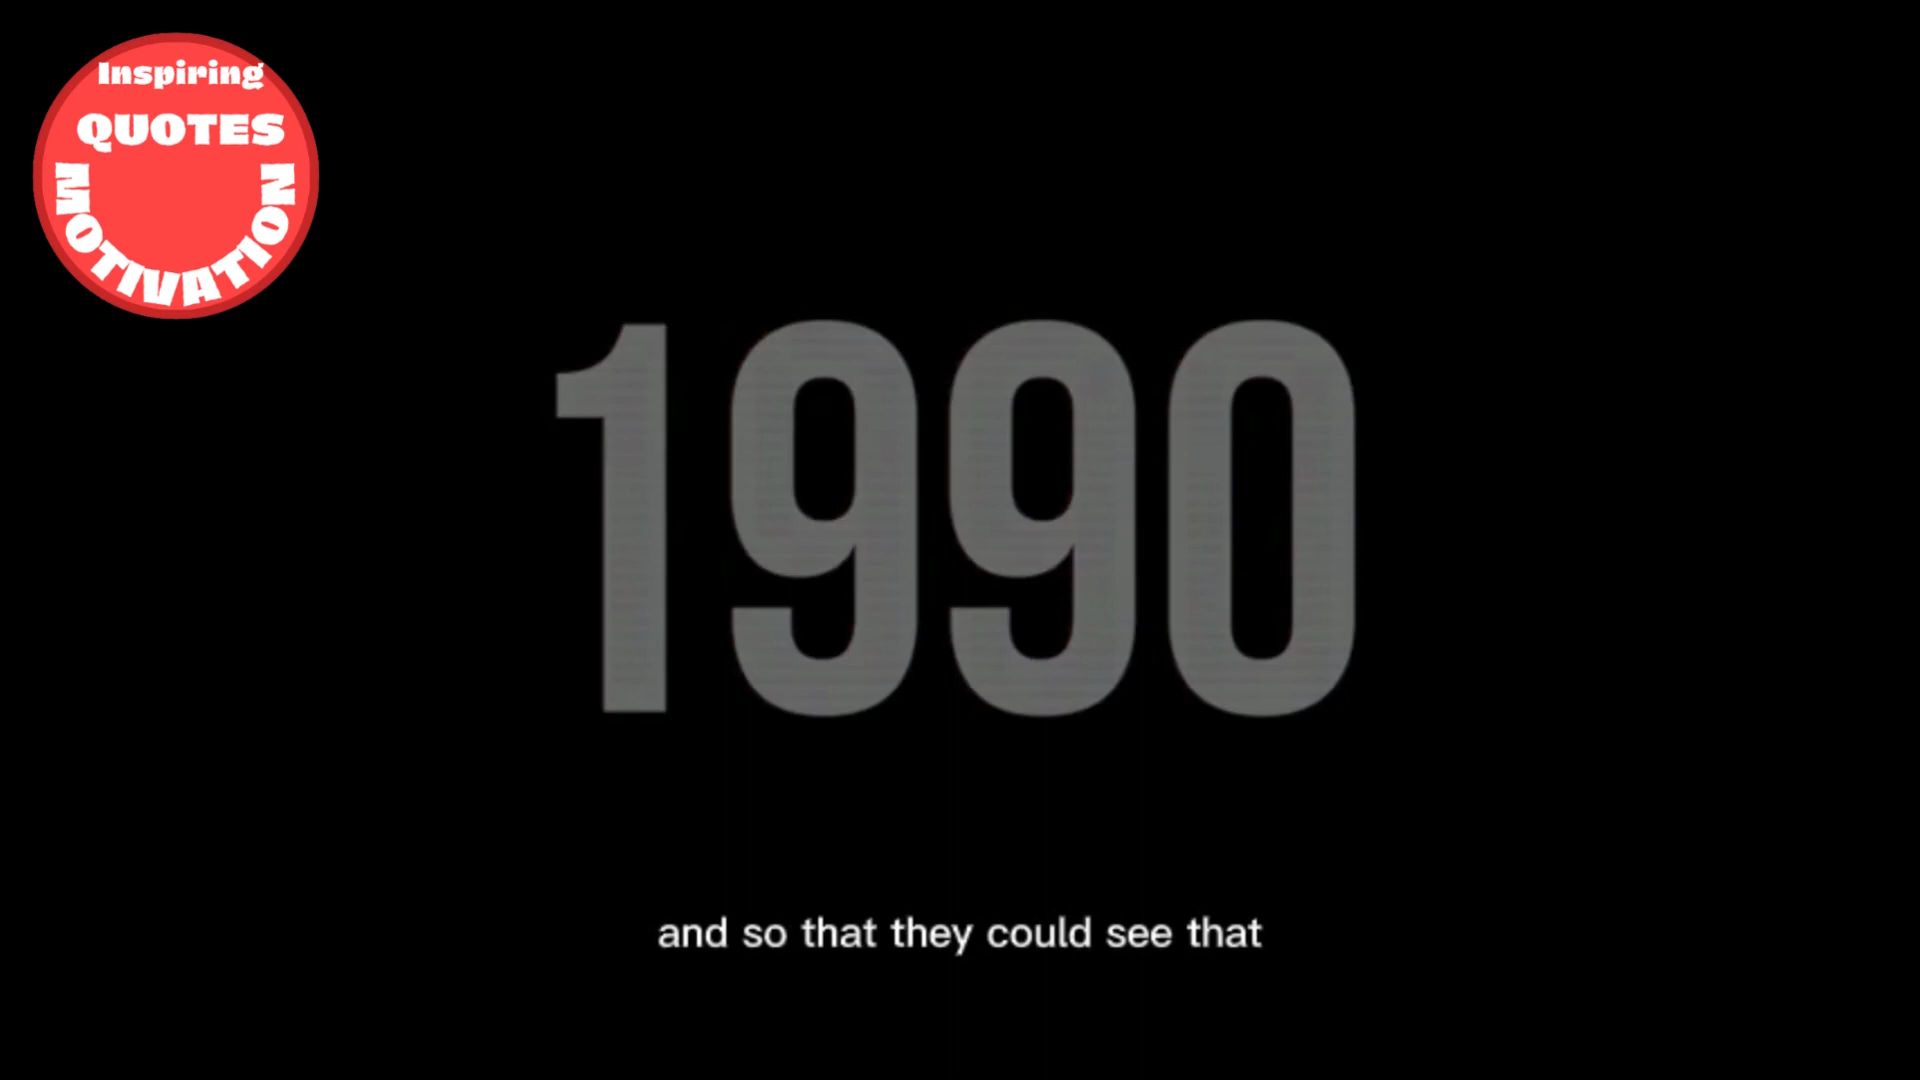 Inspiring
QUOTES
MOTIVATION
1990
and so that they could see that